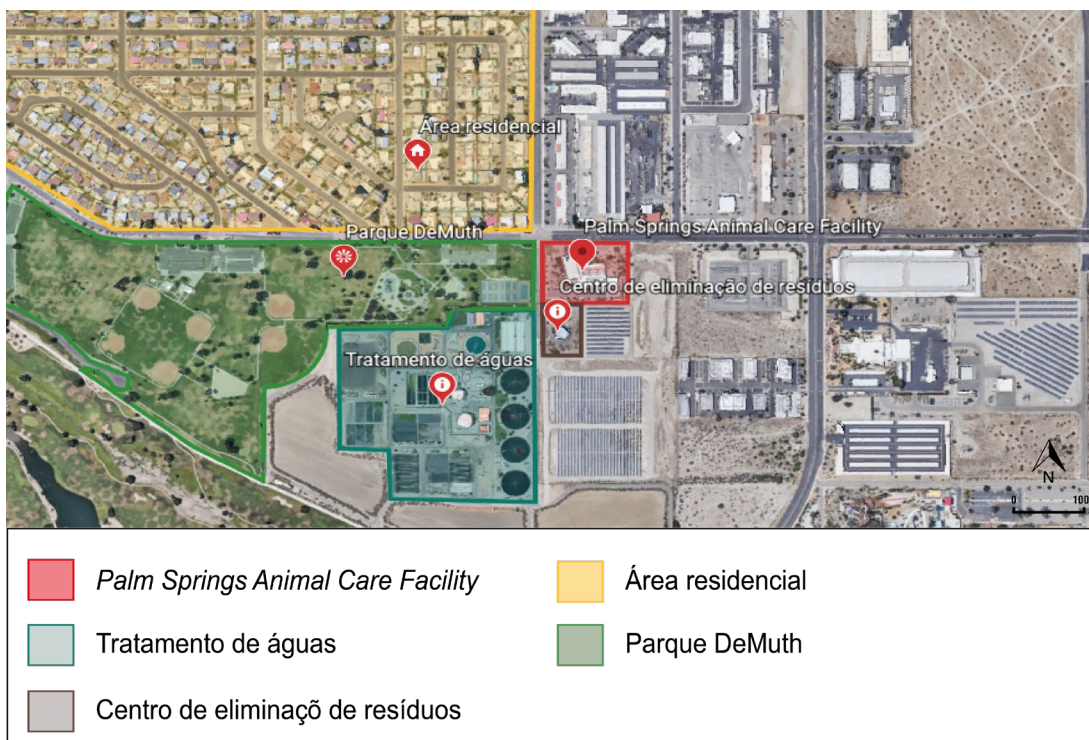 Área residencial
Parque DeMuth
Palm Springs Animal Care Facility
Centro de eliminação de resíduos
Tratamento de águas
N
0 100
Palm Springs Animal Care Facility
Área residencial
Tratamento de águas
Parque DeMuth
Centro de eliminaçõ de resíduos